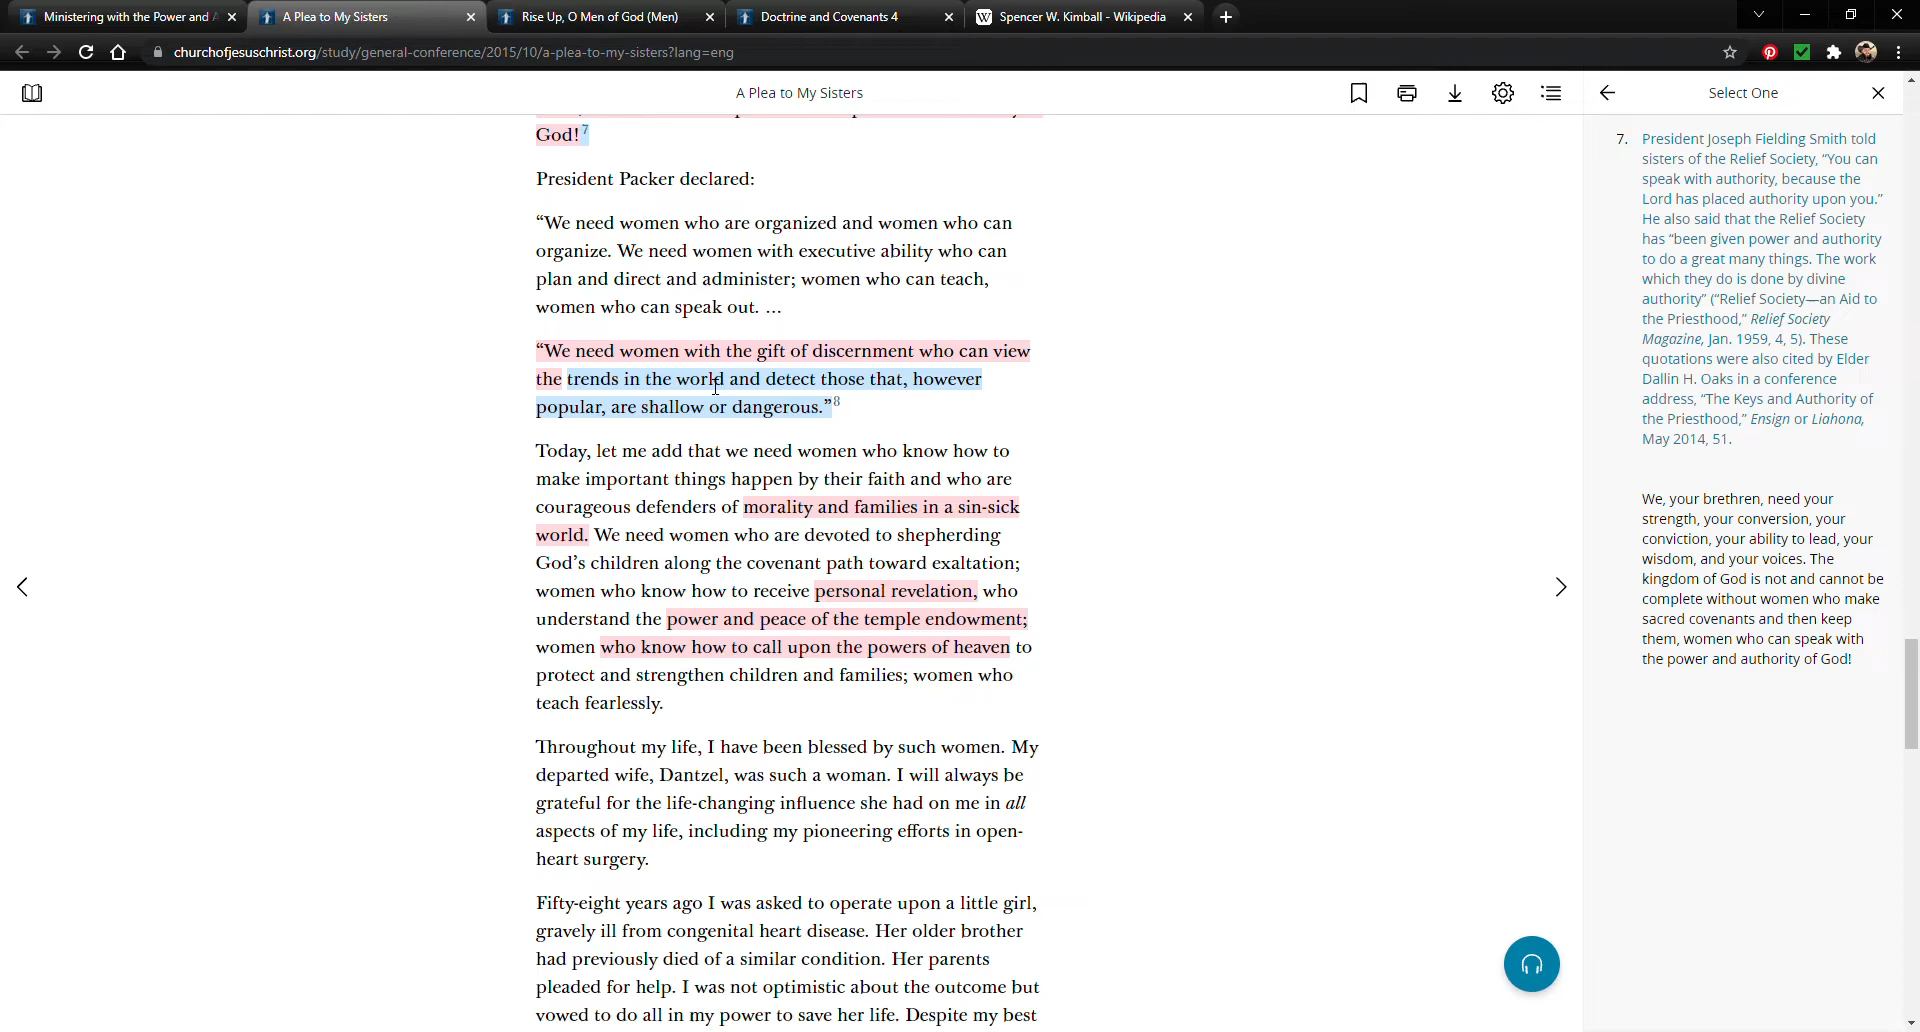 Ministering with the Power and A
A Plea to My Sisters
Rise Up, O Men of God (Men)
Doctrine and Covenants 4
Spencer W. Kimball - Wikipedia
churchofjesuschrist.org/study/general-conference/2015/10/a-plea-to-my-sisters?lang=eng
A Plea to My Sisters
God!7
President Packer declared:
“We need women who are organized and women who can
organize. We need women with executive ability who can
plan and direct and administer; women who can teach,
women who can speak out. …
“We need women with the gift of discernment who can view
the trends in the world and detect those that, however
popular, are shallow or dangerous.”8
Today, let me add that we need women who know how to
make important things happen by their faith and who are
courageous defenders of morality and families in a sin-sick
world. We need women who are devoted to shepherding
God’s children along the covenant path toward exaltation;
women who know how to receive personal revelation, who
understand the power and peace of the temple endowment;
women who know how to call upon the powers of heaven to
protect and strengthen children and families; women who
teach fearlessly.
Throughout my life, I have been blessed by such women. My
departed wife, Dantzel, was such a woman. I will always be
grateful for the life-changing influence she had on me in all
aspects of my life, including my pioneering efforts in open-
heart surgery.
Fifty-eight years ago I was asked to operate upon a little girl,
gravely ill from congenital heart disease. Her older brother
had previously died of a similar condition. Her parents
pleaded for help. I was not optimistic about the outcome but
vowed to do all in my power to save her life. Despite my best
Select One
7. President Joseph Fielding Smith told
sisters of the Relief Society, “You can
speak with authority, because the
Lord has placed authority upon you.”
He also said that the Relief Society
has “been given power and authority
to do a great many things. The work
which they do is done by divine
authority” (“Relief Society—an Aid to
the Priesthood,” Relief Society
Magazine, Jan. 1959, 4, 5). These
quotations were also cited by Elder
Dallin H. Oaks in a conference
address, “The Keys and Authority of
the Priesthood,” Ensign or Liahona,
May 2014, 51.
We, your brethren, need your
strength, your conversion, your
conviction, your ability to lead, your
wisdom, and your voices. The
kingdom of God is not and cannot be
complete without women who make
sacred covenants and then keep
them, women who can speak with
the power and authority of God!